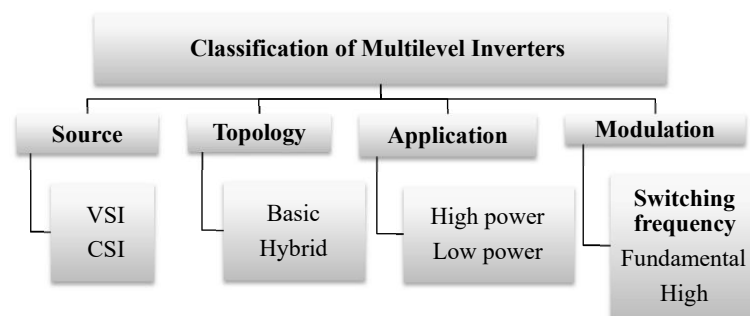 Classification of Multilevel Inverters
Source
Topology
Application
Modulation
VSI
CSI
Basic
Hybrid
High power
Low power
Switching
frequency
Fundamental
High